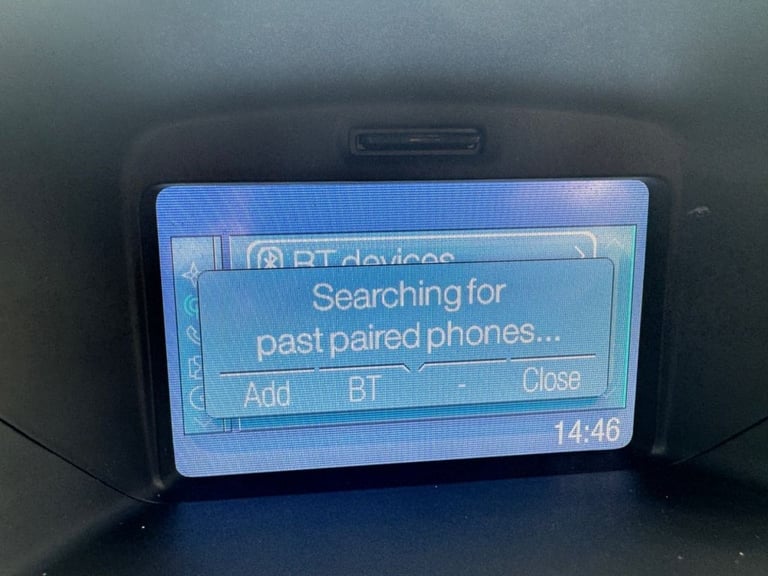 BT devices
Searching for
past paired phones...
Add BT - Close
14:46